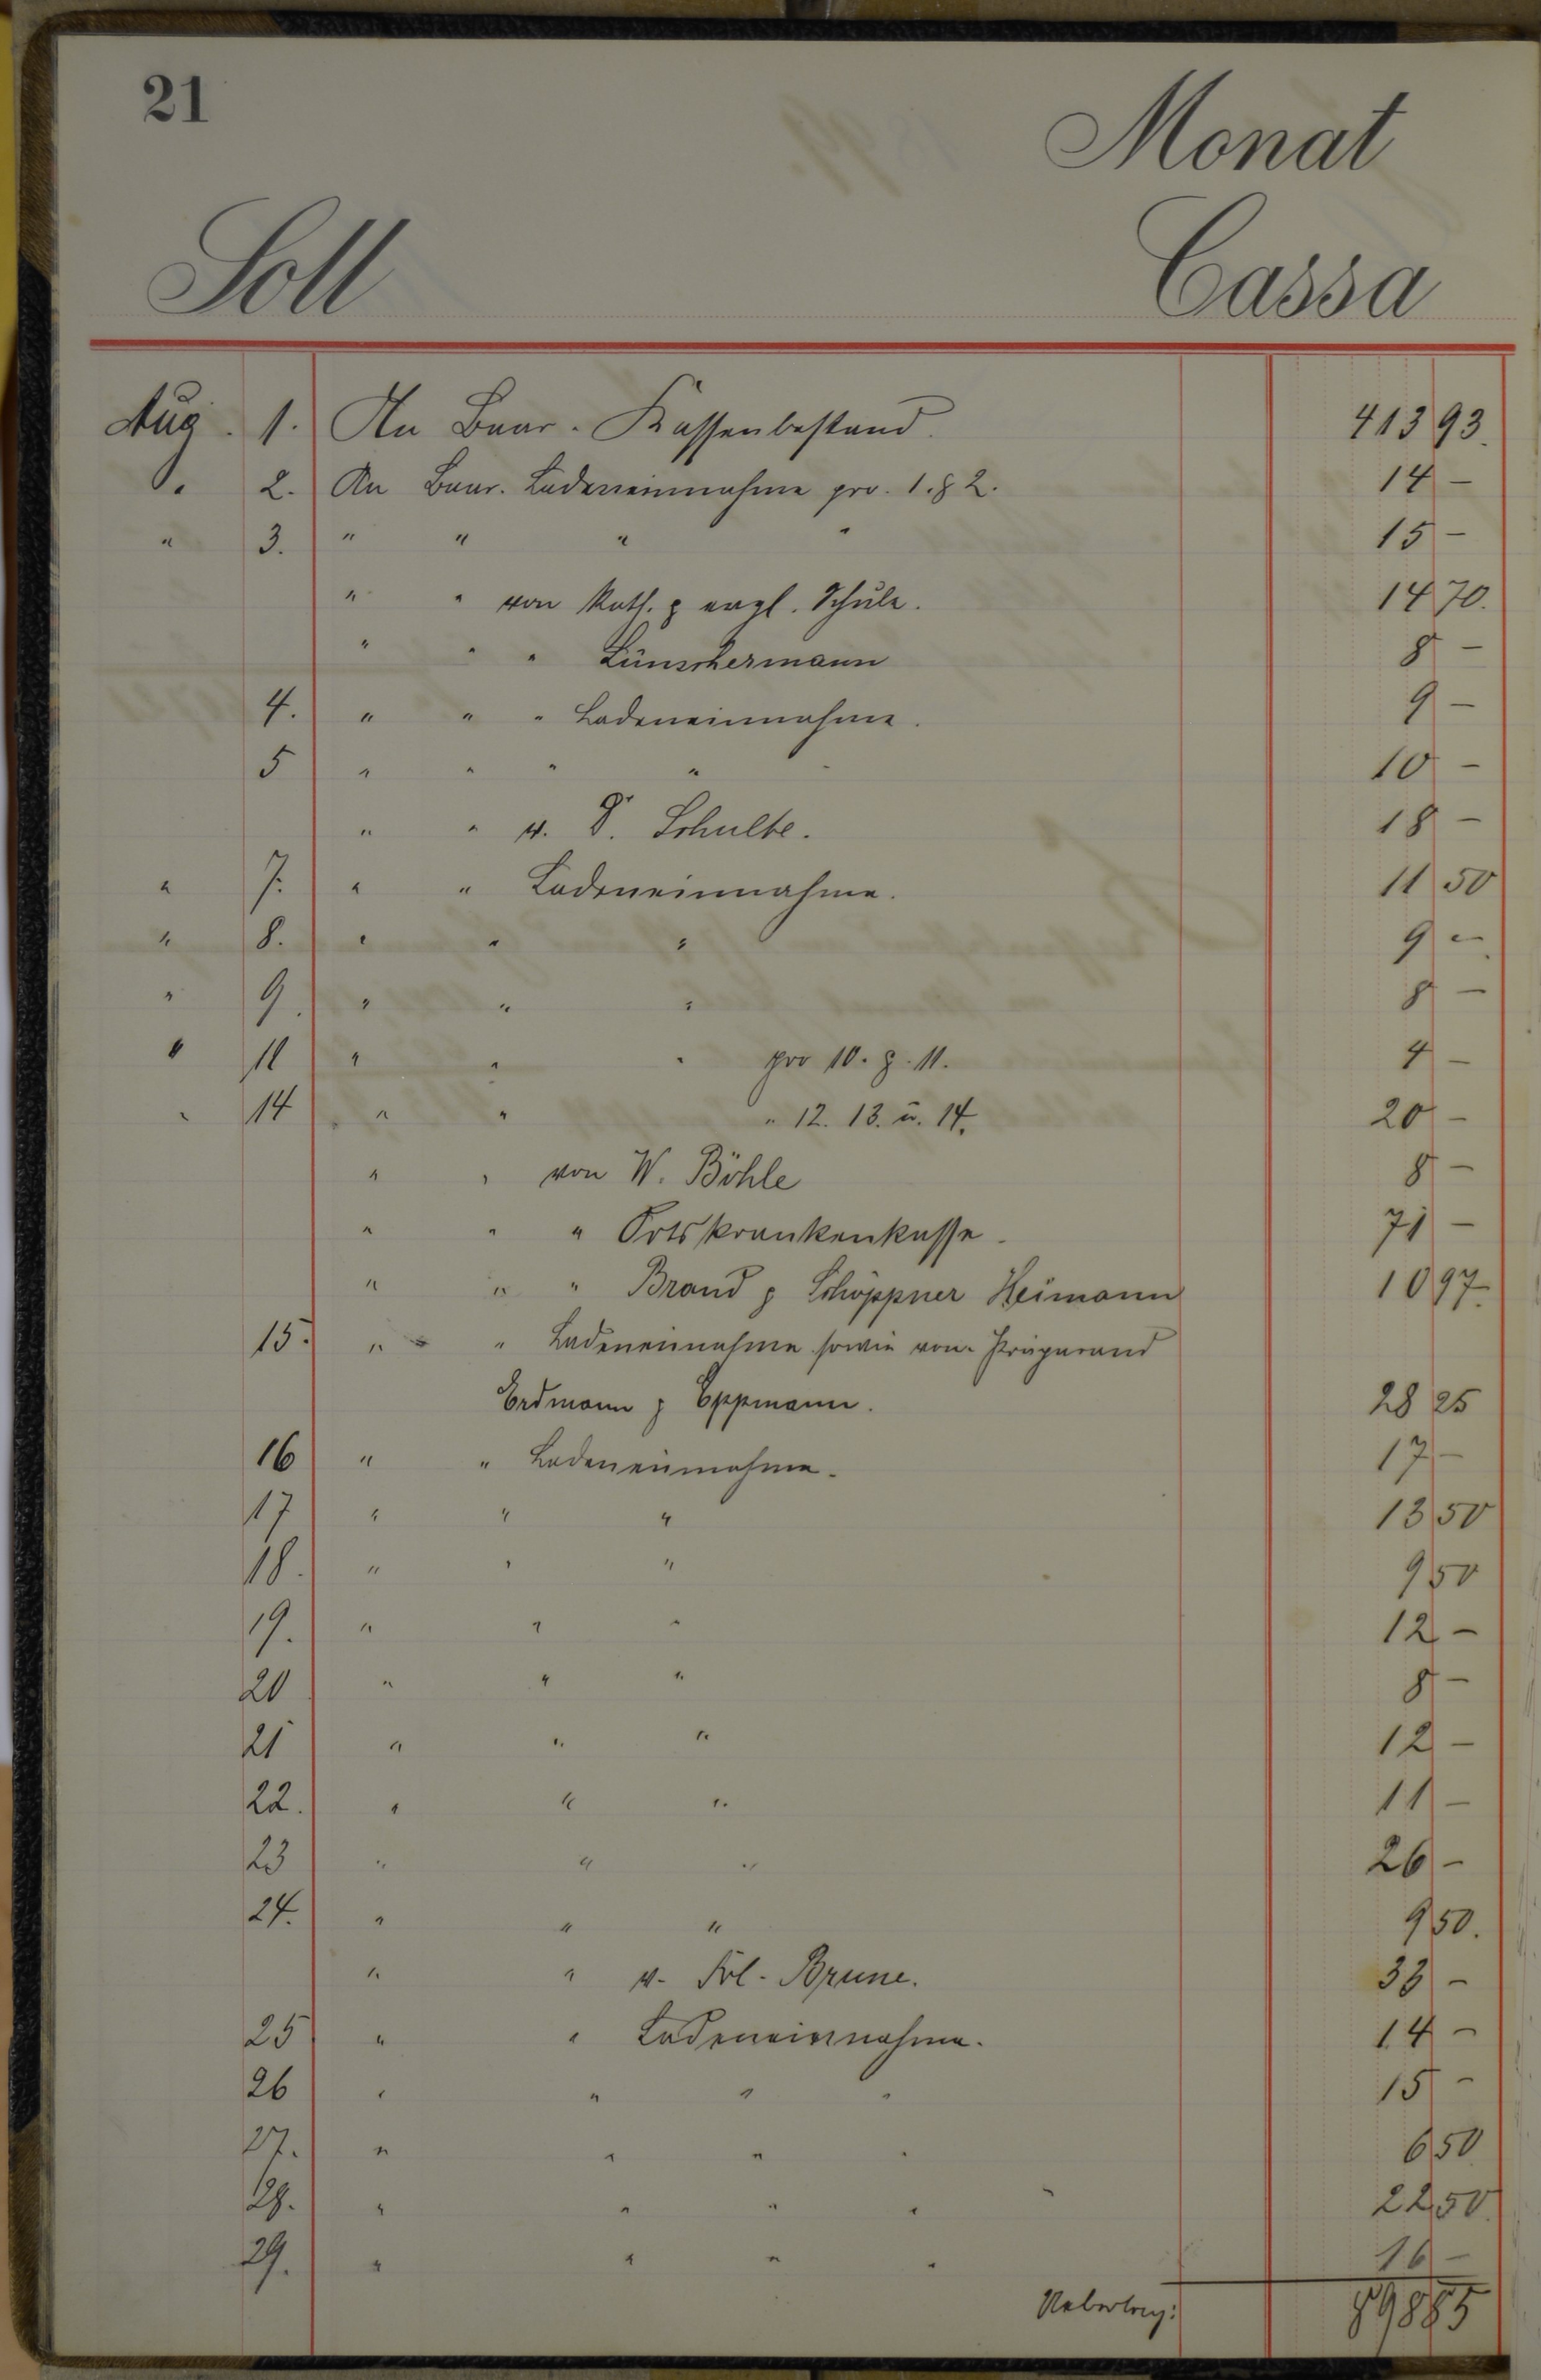 21
Monat
Soll
Cassa
Aug. 1. An Baar-Kassenbestand. 413 93.
" 2. An Baar. Ladeneinnahme pro. 1. & 2. 14 –
" 3. " " " " 15 –
" " von kath. & evgl. Schule. 14 70.
" " " Lünschermann 8 –
4. " " " Ladeneinnahme. 9 –
5 " " " " 10 –
" " v. D. Schulte. 18 –
" 7. " " Ladeneinnahme. 11 50
" 8. " " " 9 –
" 9. " " " 8 –
" 11 " " " pro 10. & 11. 4 –
" 14 " " " 12. 13. u. 14. 20 –
" " von W. Böhle 8 –
" " " Ortskrankenkasse. 71 –
" " " Brand & Schöppner Heimann 10 97.
15. " " " Ladeneinnahme sowie von Präparand
Erdmann & Eppmann. 28 25
16 " " Ladeneinnahme. 17 –
17 " " " 13 50
18. " " " 9 50
19. " " " 12 –
20 " " " 8 –
21 " " " 12 –
22. " " " 11 –
23 " " " 26 –
24. " " " 9 50.
" " v. Frl. Brune. 33 –
25 " " Ladeneinnahme. 14 –
26 " " " " 15 –
27. " " " " 6 50
28. " " " " 22 50
29. " " " " 16 –
Uebertrag: 898 85